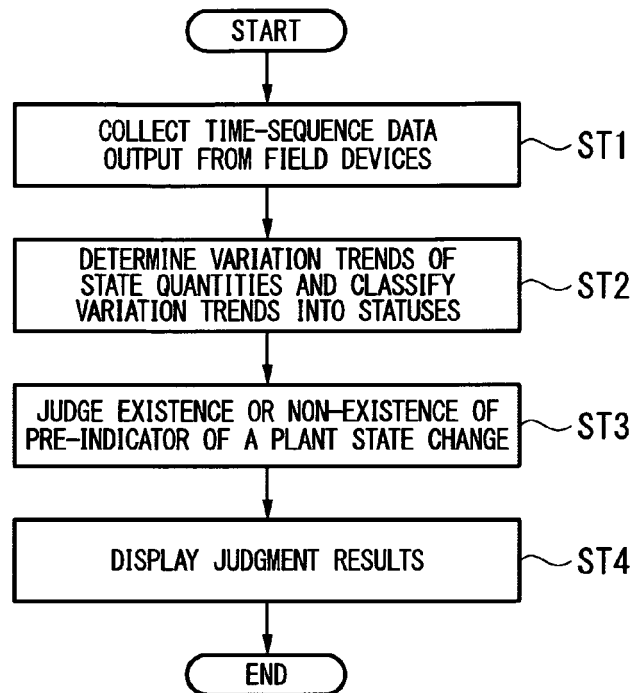 START
COLLECT TIME-SEQUENCE DATA
OUTPUT FROM FIELD DEVICES
ST1
DETERMINE VARIATION TRENDS OF
STATE QUANTITIES AND CLASSIFY
VARIATION TRENDS INTO STATUSES
ST2
JUDGE EXISTENCE OR NON-EXISTENCE OF
PRE-INDICATOR OF A PLANT STATE CHANGE
ST3
DISPLAY JUDGMENT RESULTS
ST4
END